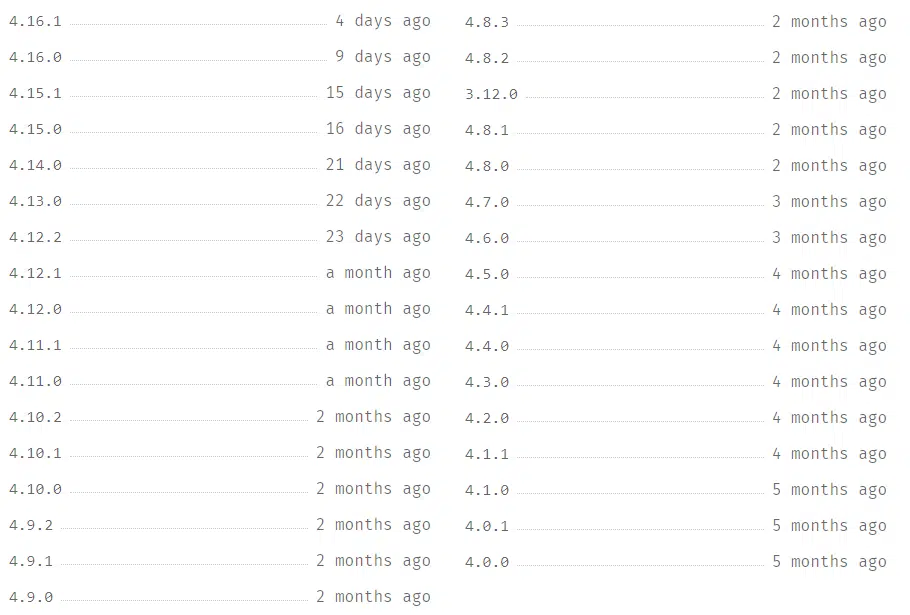 4.16.1 4 days ago
4.16.0 9 days ago
4.15.1 15 days ago
4.15.0 16 days ago
4.14.0 21 days ago
4.13.0 22 days ago
4.12.2 23 days ago
4.12.1 a month ago
4.12.0 a month ago
4.11.1 a month ago
4.11.0 a month ago
4.10.2 2 months ago
4.10.1 2 months ago
4.10.0 2 months ago
4.9.2 2 months ago
4.9.1 2 months ago
4.9.0 2 months ago
4.8.3 2 months ago
4.8.2 2 months ago
3.12.0 2 months ago
4.8.1 2 months ago
4.8.0 2 months ago
4.7.0 3 months ago
4.6.0 3 months ago
4.5.0 4 months ago
4.4.1 4 months ago
4.4.0 4 months ago
4.3.0 4 months ago
4.2.0 4 months ago
4.1.1 4 months ago
4.1.0 5 months ago
4.0.1 5 months ago
4.0.0 5 months ago